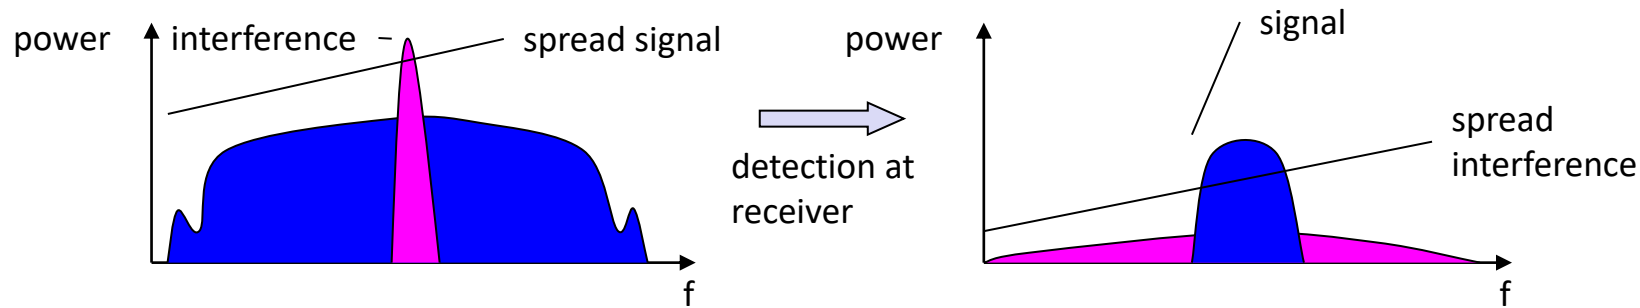 power
interference
spread signal
detection at
receiver
f
power
signal
spread
interference
f